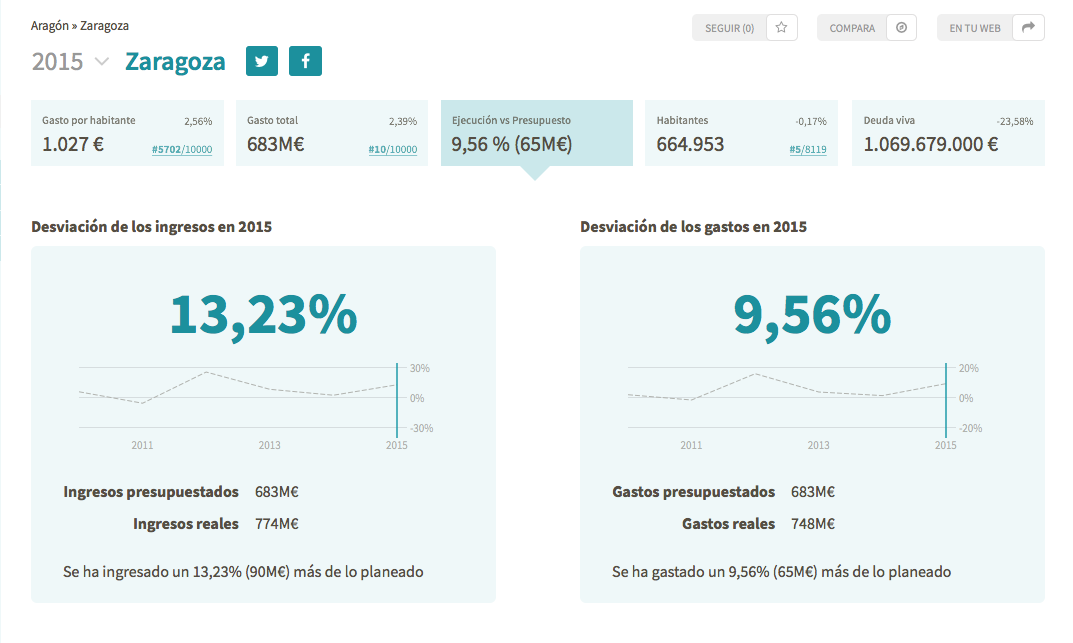 Aragón » Zaragoza
SEGUIR (0)
COMPARA
EN TU WEB
2015 Zaragoza
Gasto por habitante 2,56%
1.027 € #5702/10000
Gasto total 2,39%
683M€ #10/10000
Ejecución vs Presupuesto
9,56 % (65M€)
Habitantes -0,17%
664.953 #5/8119
Deuda viva -23,58%
1.069.679.000 €
Desviación de los ingresos en 2015
13,23%
30%
0%
-30%
2011 2013 2015
Ingresos presupuestados 683M€
Ingresos reales 774M€
Se ha ingresado un 13,23% (90M€) más de lo planeado
Desviación de los gastos en 2015
9,56%
20%
0%
-20%
2011 2013 2015
Gastos presupuestados 683M€
Gastos reales 748M€
Se ha gastado un 9,56% (65M€) más de lo planeado